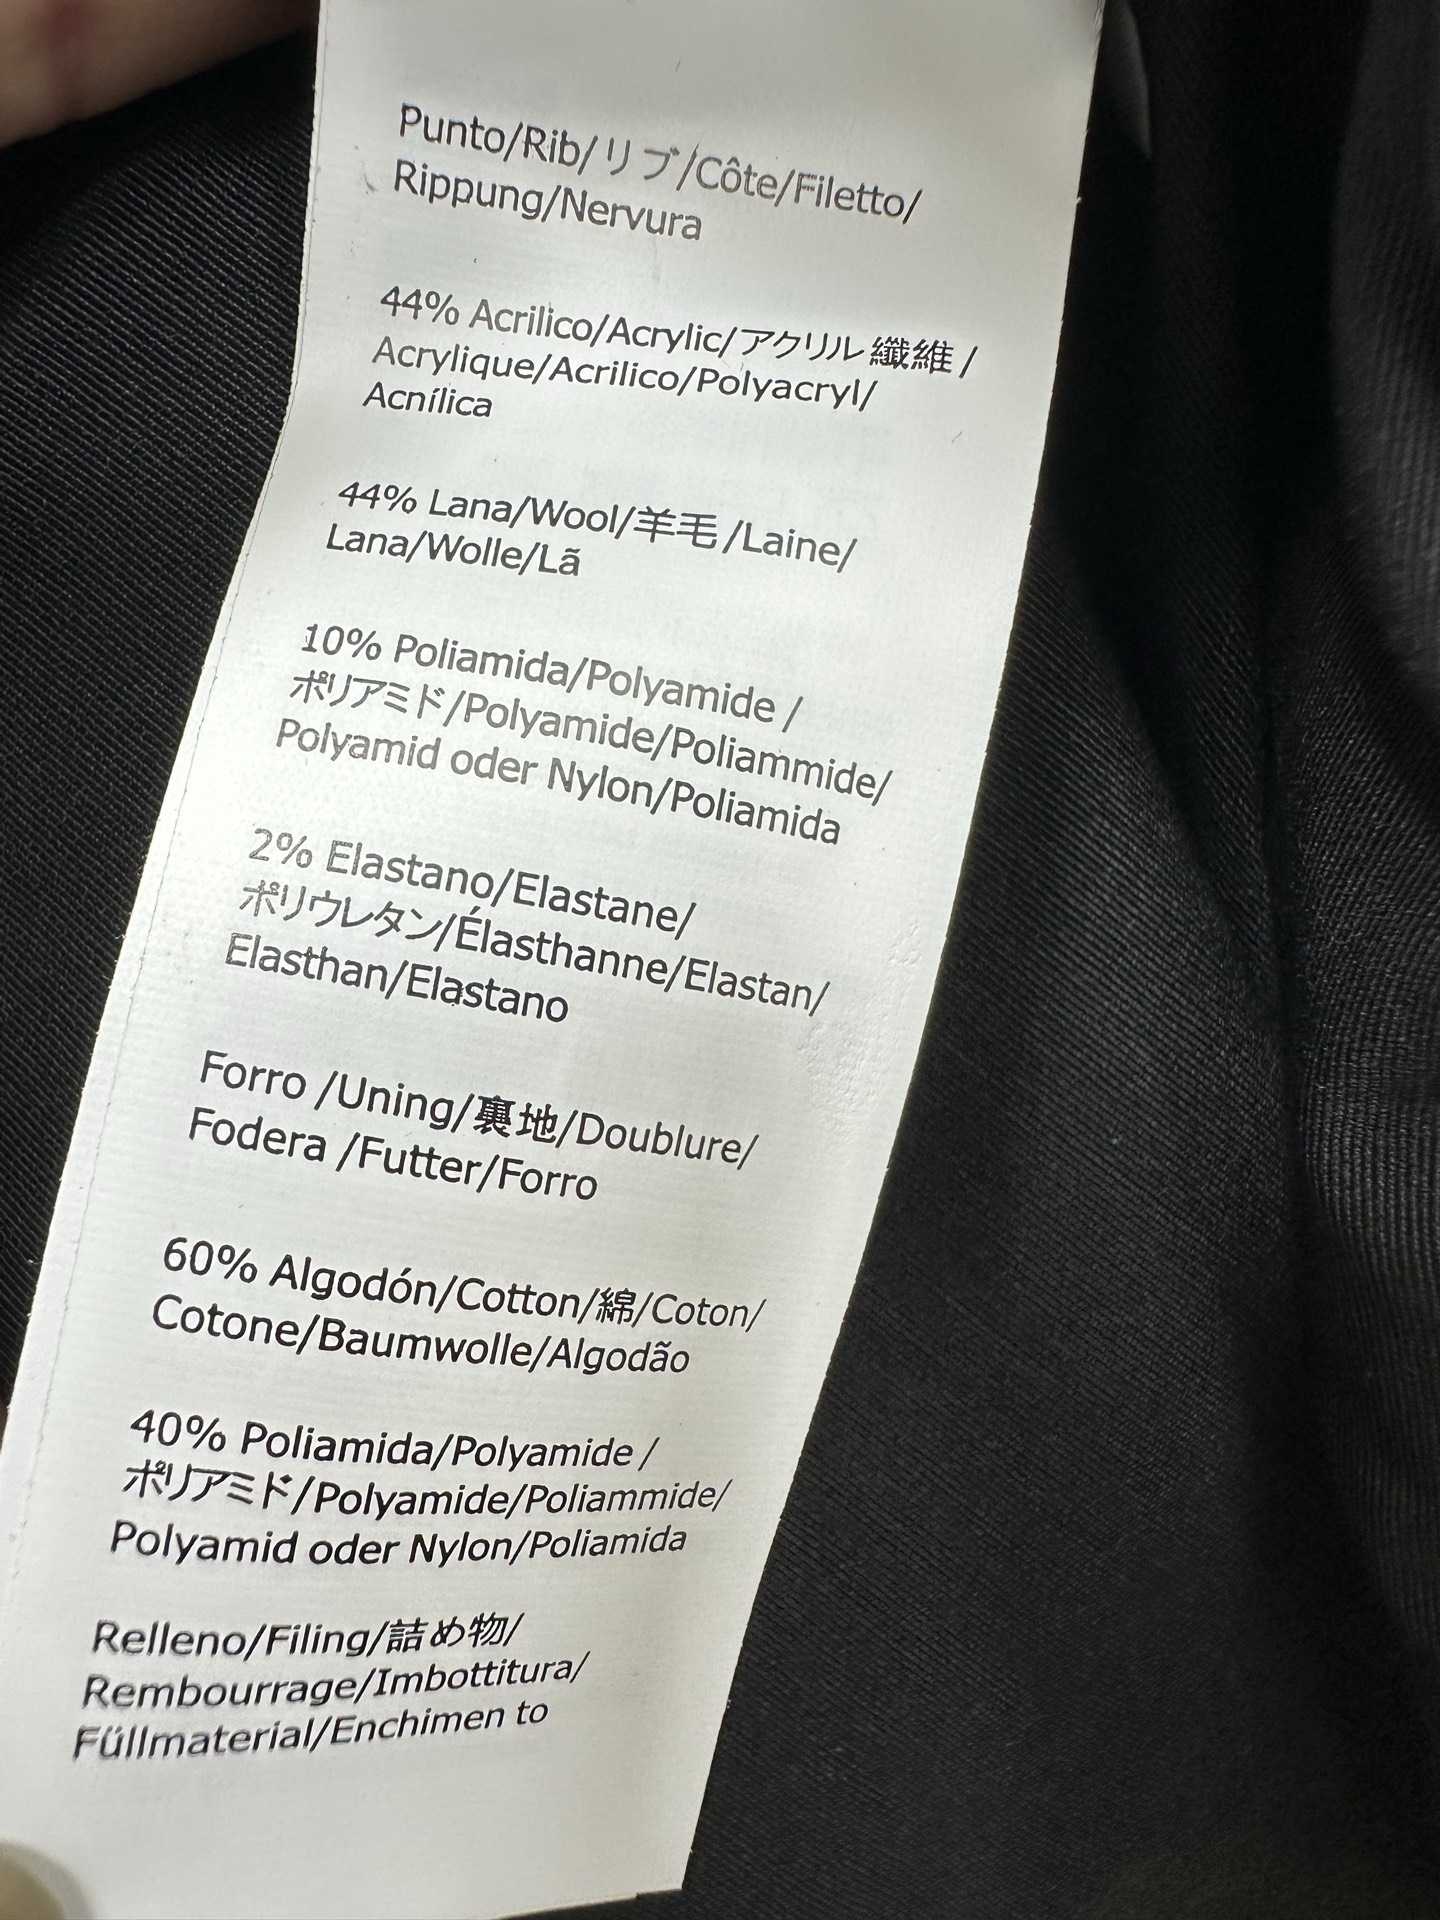 Punto/Rib/リブ/Côte/Filetto/
Rippung/Nervura
44% Acrilico/Acrylic/アクリル繊維/
Acrylique/Acrilico/Polyacryl/
Acnílica
44% Lana/Wool/羊毛/Laine/
Lana/Wolle/Lã
10% Poliamida/Polyamide /
ポリアミド/Polyamide/Poliammide/
Polyamid oder Nylon/Poliamida
2% Elastano/Elastane/
ポリウレタン/Élasthanne/Elastan/
Elasthan/Elastano
Forro /Uning/裏地/Doublure/
Fodera /Futter/Forro
60% Algodón/Cotton/綿/Coton/
Cotone/Baumwolle/Algodão
40% Poliamida/Polyamide /
ポリアミド/Polyamide/Poliammide/
Polyamid oder Nylon/Poliamida
Relleno/Filing/詰め物/
Rembourrage/Imbottitura/
Füllmaterial/Enchimen to